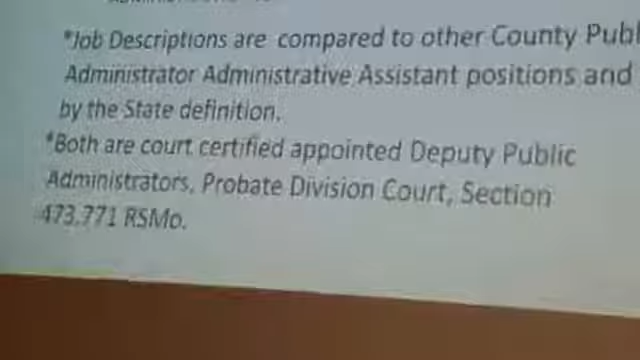 *Job Descriptions are compared to other County Publ
Administrator Administrative Assistant positions and
by the State definition.
*Both are court certified appointed Deputy Public
Administrators, Probate Division Court, Section
473.771 RSMo.